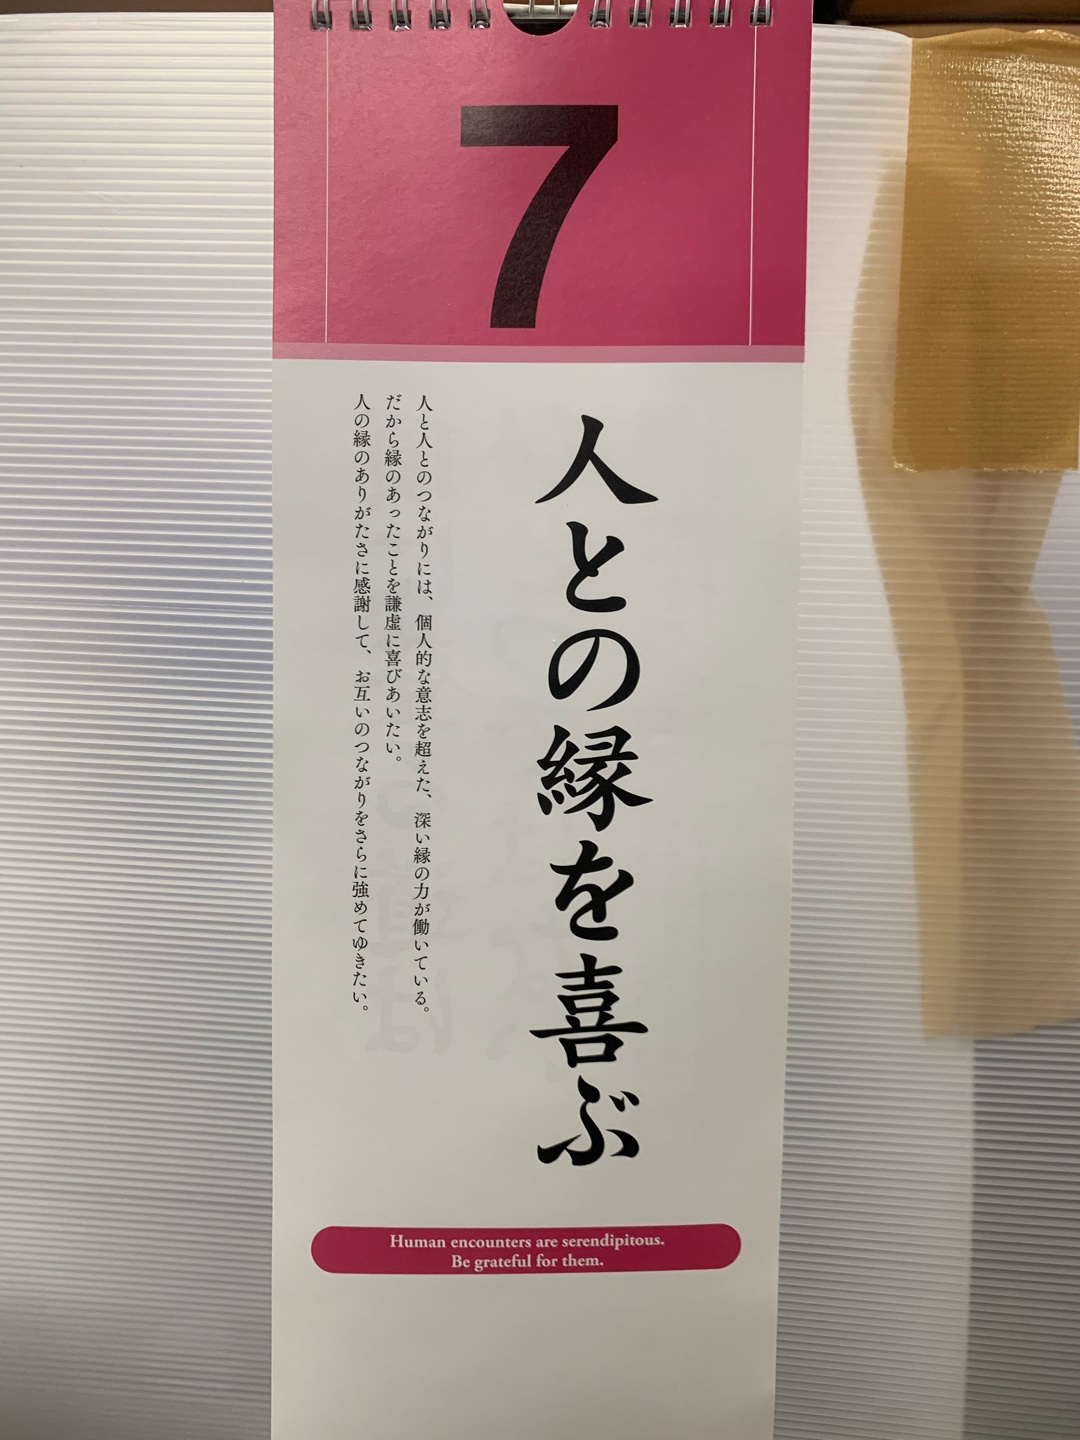 7
人との縁を喜ぶ
人と人とのつながりには、個人的な意志を超えた、深い縁の力が働いている。
だから縁のあったことを謙虚に喜びあいたい。
人の縁のありがたさに感謝して、お互いのつながりをさらに強めてゆきたい。
Human encounters are serendipitous.
Be grateful for them.